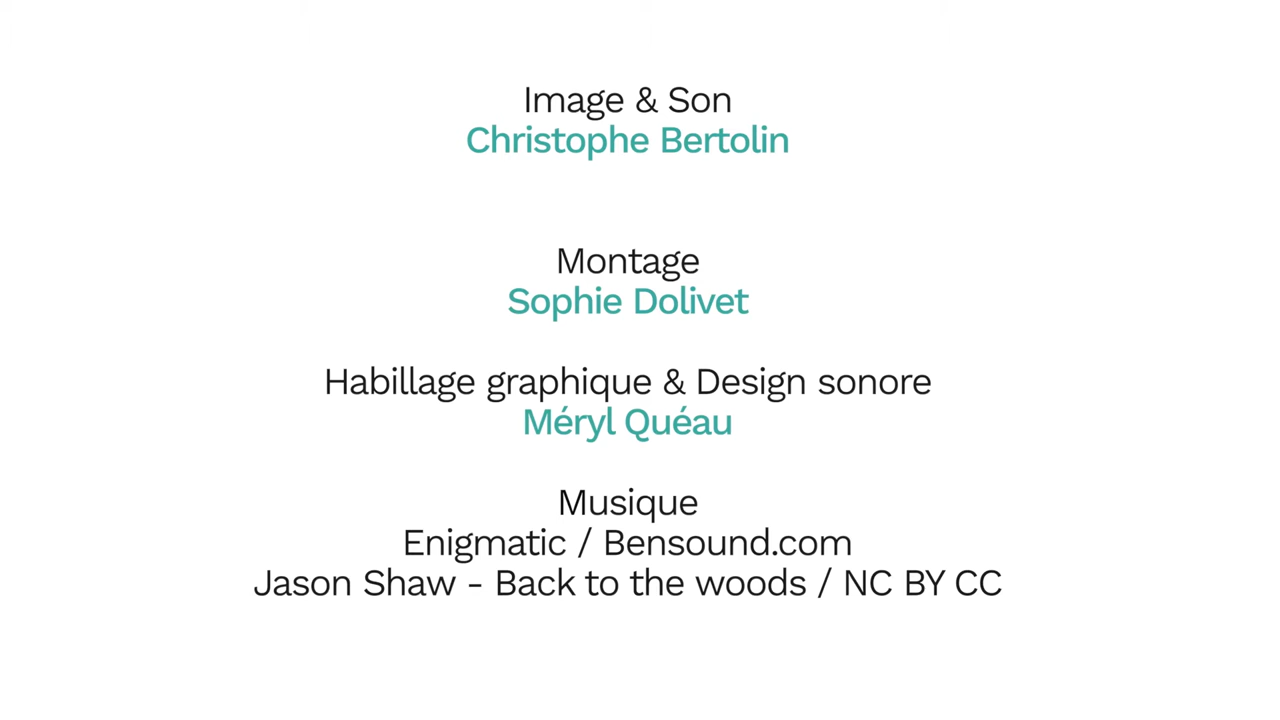 Image & Son
Christophe Bertolin
Montage
Sophie Dolivet
Habillage graphique & Design sonore
Méryl Quéau
Musique
Enigmatic / Bensound.com
Jason Shaw - Back to the woods / NC BY CC